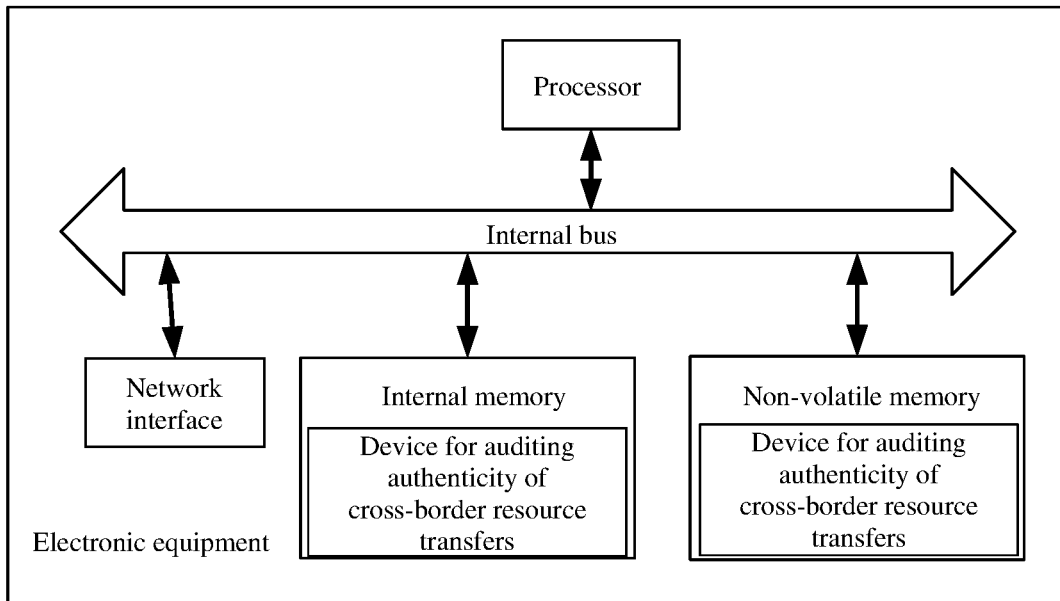 Processor
Internal bus
Network
interface
Internal memory
Device for auditing
authenticity of
cross-border resource
transfers
Non-volatile memory
Device for auditing
authenticity of
cross-border resource
transfers
Electronic equipment